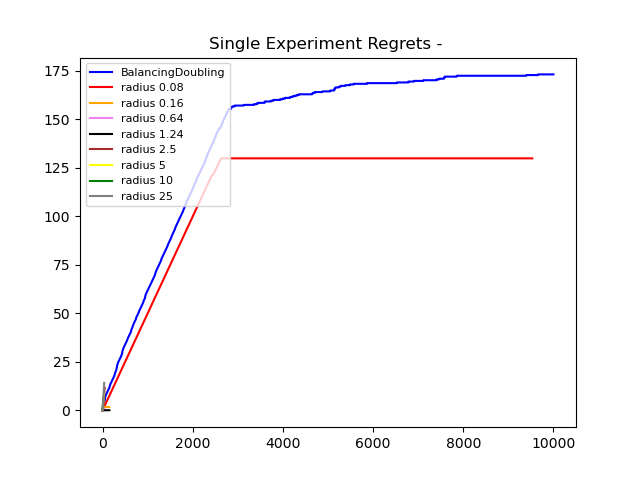 Single Experiment Regrets -
BalancingDoubling
radius 0.08
radius 0.16
radius 0.64
radius 1.24
radius 2.5
radius 5
radius 10
radius 25
175
150
125
100
75
50
25
0
0 2000 4000 6000 8000 10000